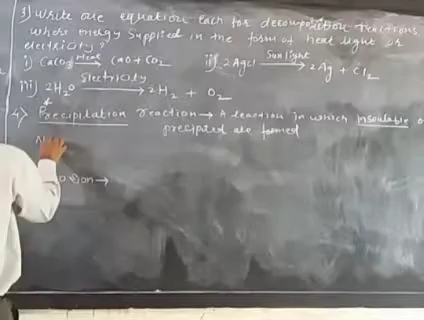 3) Write one equation each for decomposition reactions
where energy supplied in the form of heat light or
electricity?
i) CaCO3 Heat → CaO + CO2 ii) 2AgCl Sunlight → 2Ag + Cl2
iii) 2H2O Electricity → 2H2 + O2
4) Precipitation reaction → A reaction in which insoluble
precipited are formed